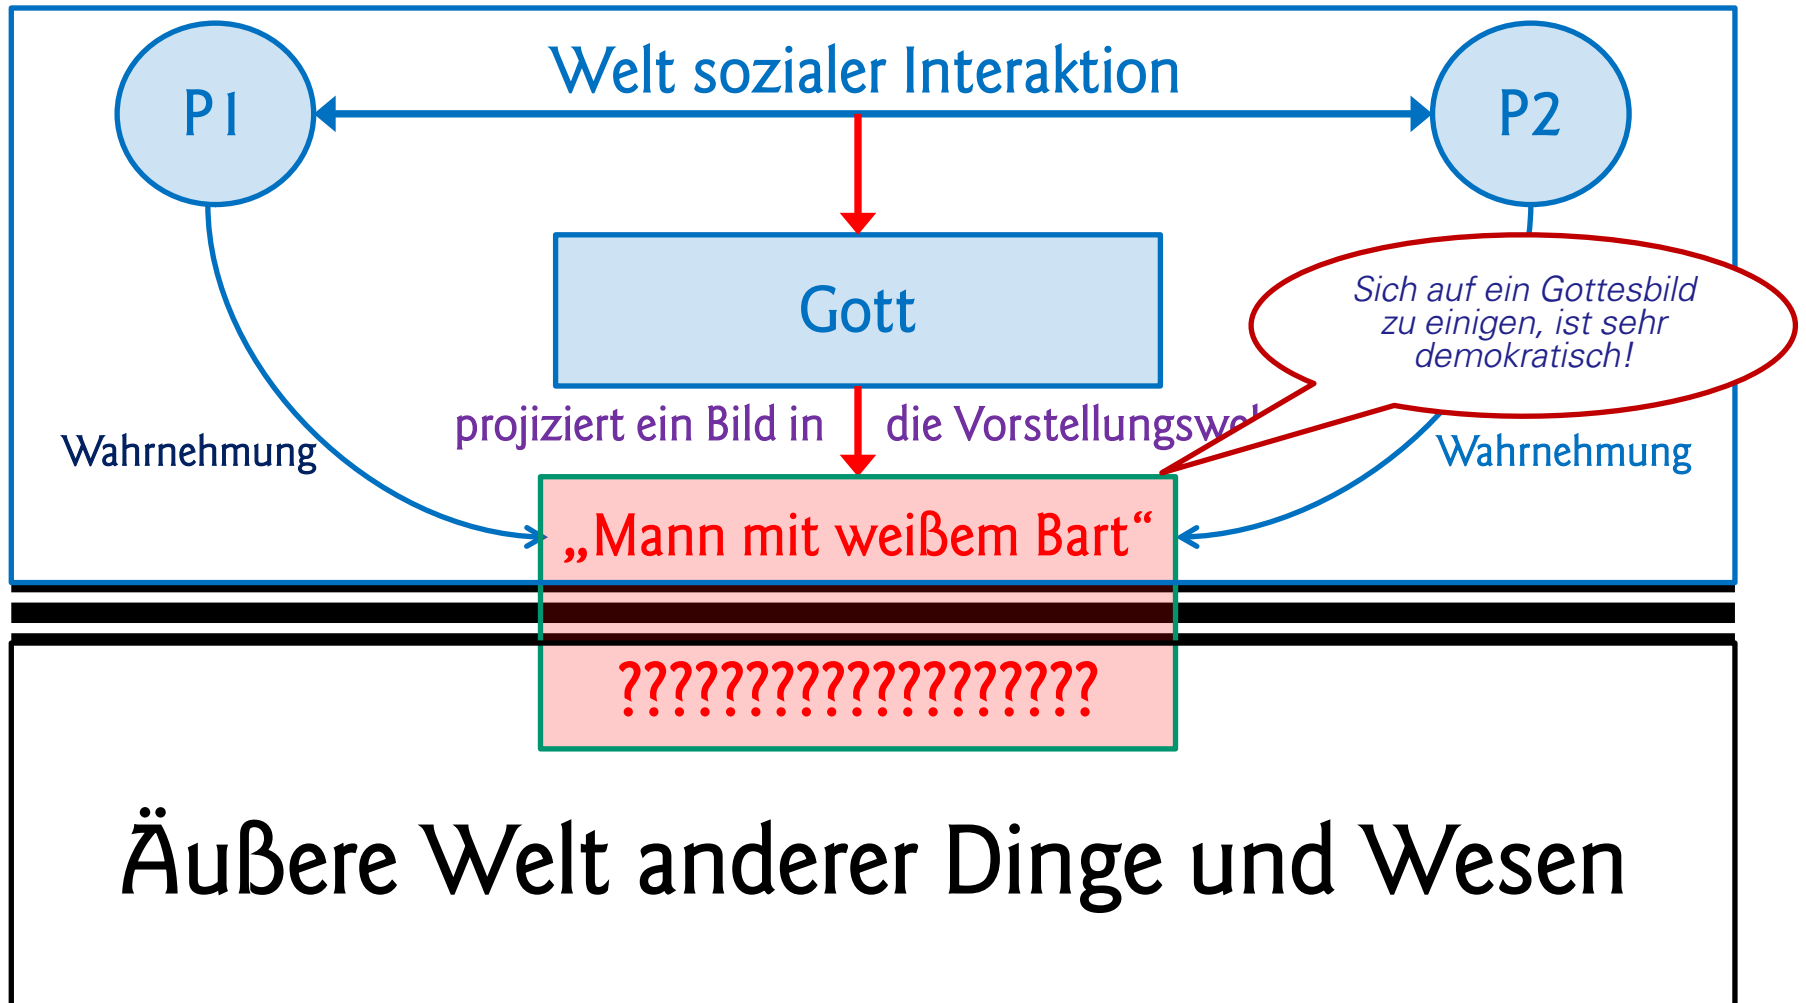 Welt sozialer Interaktion
P1
P2
Gott
Sich auf ein Gottesbild
zu einigen, ist sehr
demokratisch!
projiziert ein Bild in die
Wahrnehmung
Wahrnehmung
„Mann mit weißem Bart“
???????????????????
Äußere Welt anderer Dinge und Wesen